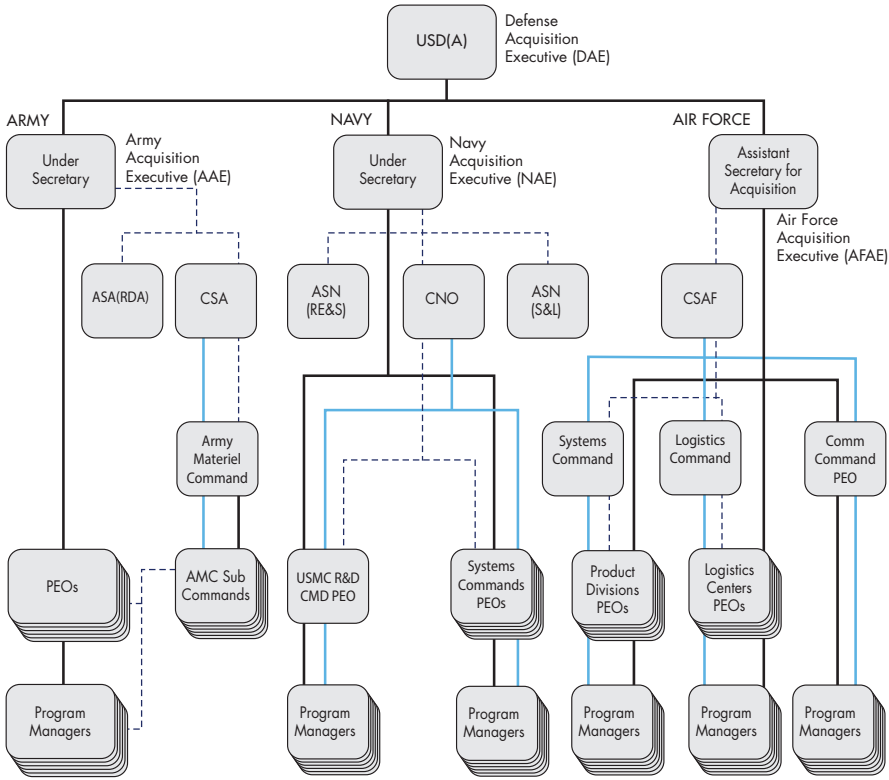 USD(A)
Defense
Acquisition
Executive (DAE)
ARMY
NAVY
AIR FORCE
Under
Secretary
Army
Acquisition
Executive (AAE)
Under
Secretary
Navy
Acquisition
Executive (NAE)
Assistant
Secretary for
Acquisition
Air Force
Acquisition
Executive (AFAE)
ASA(RDA)
CSA
ASN
(RE&S)
CNO
ASN
(S&L)
CSAF
Army
Materiel
Command
Systems
Command
Logistics
Command
Comm
Command
PEO
PEOs
AMC Sub
Commands
USMC R&D
CMD PEO
Systems
Commands
PEOs
Product
Divisions
PEOs
Logistics
Centers
PEOs
Program
Managers
Program
Managers
Program
Managers
Program
Managers
Program
Managers
Program
Managers